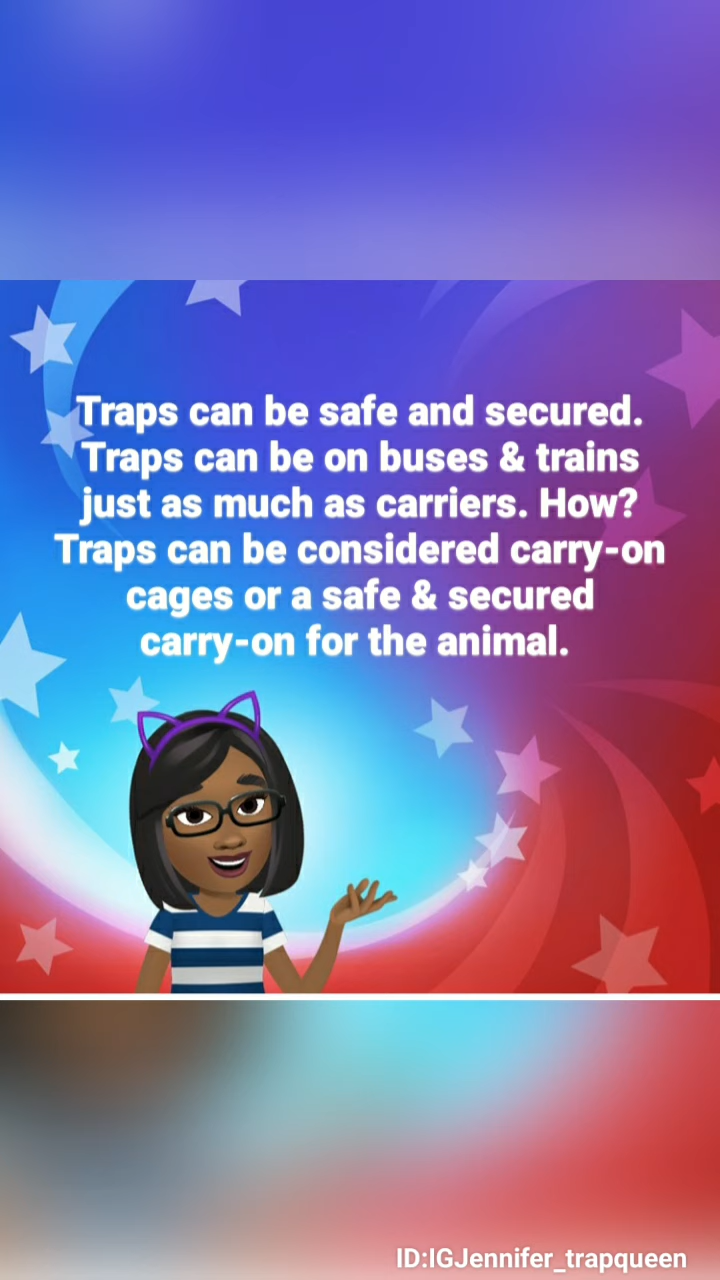 Traps can be safe and secured.
Traps can be on buses & trains
just as much as carriers. How?
Traps can be considered carry-on
cages or a safe & secured
carry-on for the animal.
ID:IGJennifer_trapqueen